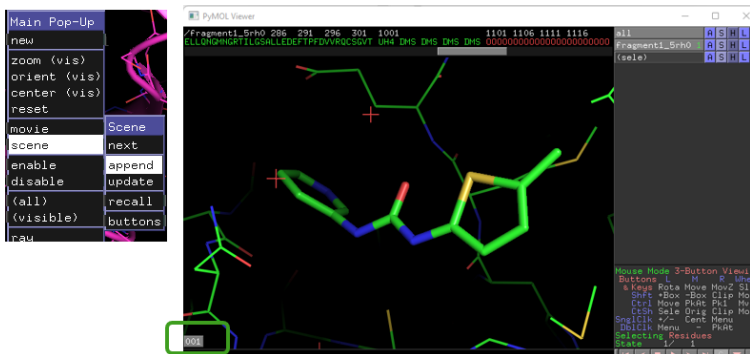 Main Pop-Up
new
zoom (vis)
orient (vis)
center (vis)
reset
movie
scene
enable
disable
(all)
(visible)
ray
Scene
next
append
update
recall
buttons
PyMOL Viewer
/fragment1_5rh0 286 291 296 301 1001 1101 1106 1111 1116
ELLQNGMNGRTILGSALLEDEFTPFDVVRQCSGVT UH4 DMS DMS DMS DMS OOOOOOOOOOOOOOOOOOO
001
all A S H L
fragment1_5rh0 1 A S H L
(sele) A S H L
Mouse Mode 3-Button Viewi
Buttons L M R Whe
& Keys Rota Move MovZ Sl
Shft +Box -Box Clip Mo
Ctrl Move PkAt Pk1 Mv
CtSh Sele Orig Clip Mo
SnglClk +/- Cent Menu
DblClk Menu - PkAt
Selecting Residues
State 1/ 1